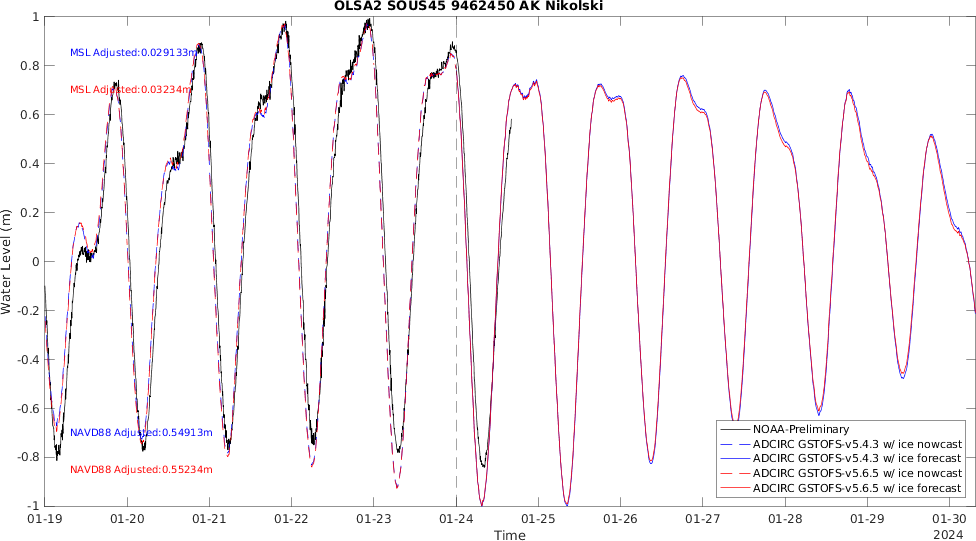 OLSA2 SOUS45 9462450 AK Nikolski
Water Level (m)
1
0.8
0.6
0.4
0.2
0
-0.2
-0.4
-0.6
-0.8
-1
MSL Adjusted:0.029133m
MSL Adjusted:0.03234m
NAVD88 Adjusted:0.54913m
NAVD88 Adjusted:0.55234m
NOAA-Preliminary
ADCIRC GSTOFS-v5.4.3 w/ ice nowcast
ADCIRC GSTOFS-v5.4.3 w/ ice forecast
ADCIRC GSTOFS-v5.6.5 w/ ice nowcast
ADCIRC GSTOFS-v5.6.5 w/ ice forecast
01-19 01-20 01-21 01-22 01-23 01-24 01-25 01-26 01-27 01-28 01-29 01-30
2024
Time